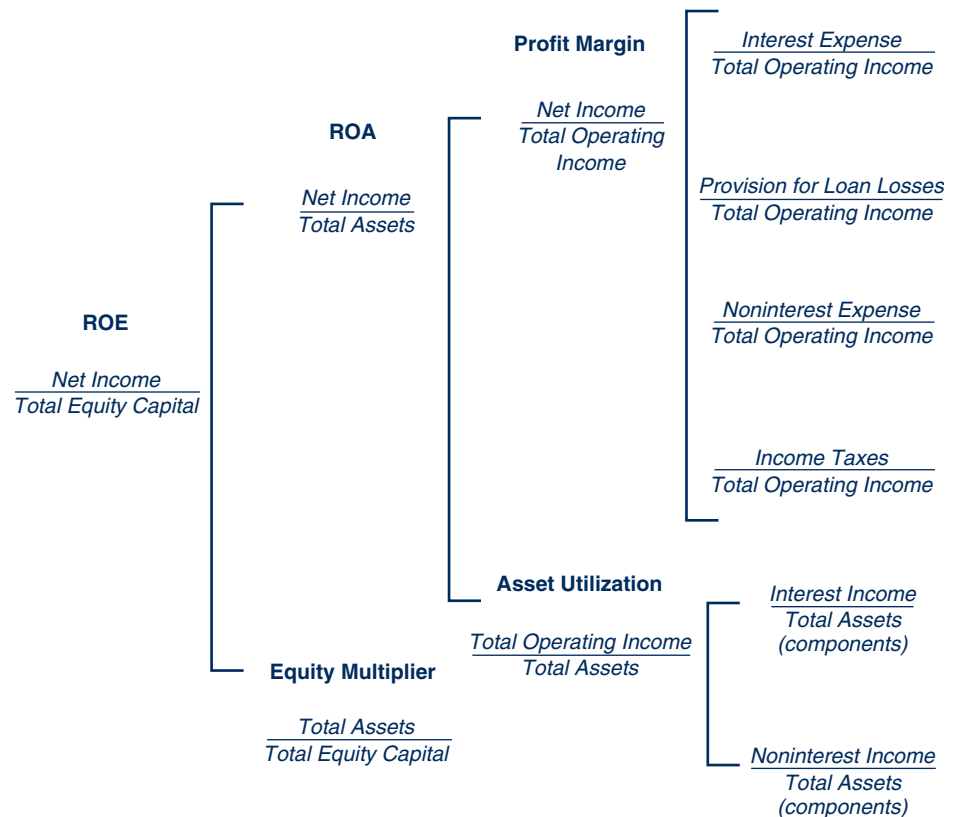 ROE
Net Income
Total Equity Capital
ROA
Net Income
Total Assets
Equity Multiplier
Total Assets
Total Equity Capital
Profit Margin
Net Income
Total Operating
Income
Asset Utilization
Total Operating Income
Total Assets
Interest Expense
Total Operating Income
Provision for Loan Losses
Total Operating Income
Noninterest Expense
Total Operating Income
Income Taxes
Total Operating Income
Interest Income
Total Assets
(components)
Noninterest Income
Total Assets
(components)